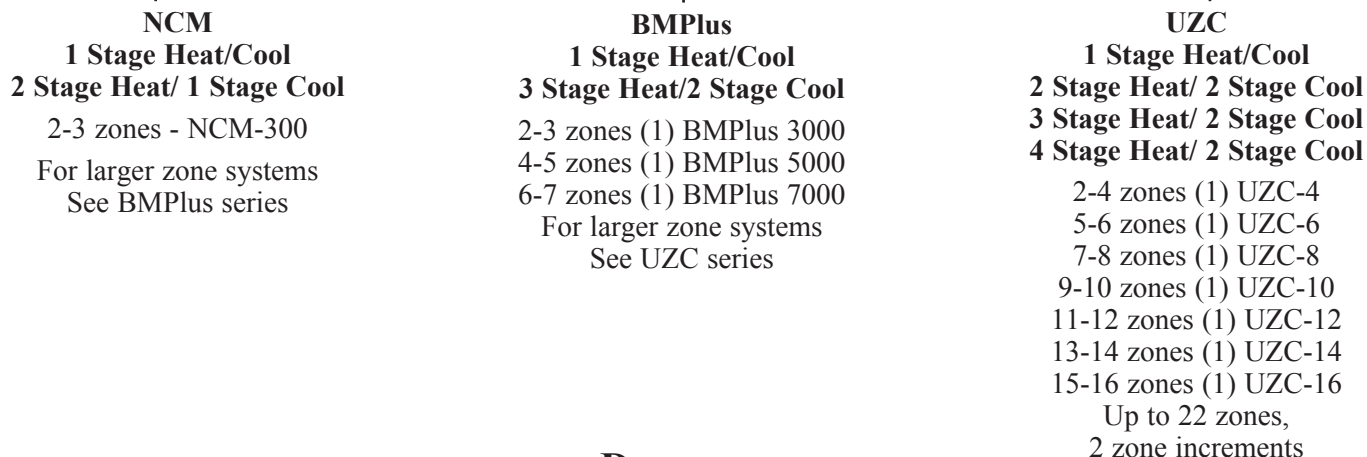 NCM
1 Stage Heat/Cool
2 Stage Heat/ 1 Stage Cool
2-3 zones - NCM-300
For larger zone systems
See BMPlus series
BMPlus
1 Stage Heat/Cool
3 Stage Heat/2 Stage Cool
2-3 zones (1) BMPlus 3000
4-5 zones (1) BMPlus 5000
6-7 zones (1) BMPlus 7000
For larger zone systems
See UZC series
UZC
1 Stage Heat/Cool
2 Stage Heat/ 2 Stage Cool
3 Stage Heat/ 2 Stage Cool
4 Stage Heat/ 2 Stage Cool
2-4 zones (1) UZC-4
5-6 zones (1) UZC-6
7-8 zones (1) UZC-8
9-10 zones (1) UZC-10
11-12 zones (1) UZC-12
13-14 zones (1) UZC-14
15-16 zones (1) UZC-16
Up to 22 zones,
2 zone increments